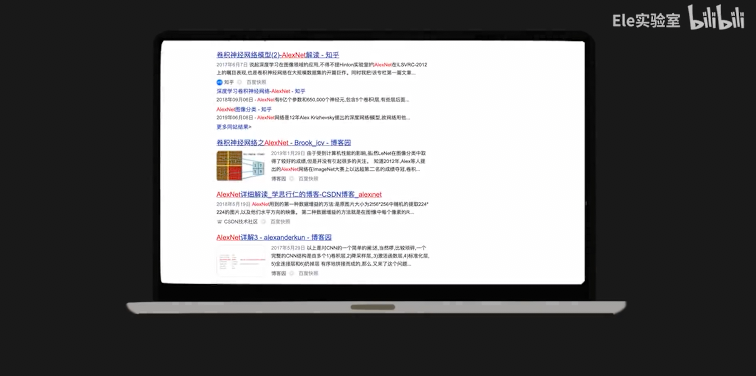 Ele实验室 bilibili
卷积神经网络模型(2)-AlexNet解读 - 知乎
2017年6月7日 说起深度学习在图像领域的应用,不得不提Hinton实验室的AlexNet在ILSVRC-2012
上的瞩目表现,也是卷积神经网络在大规模数据集的开篇巨作。同时我把该专栏第一篇文章...
知乎 百度快照
深度学习卷积神经网络-AlexNet - 知乎
2018年09月08日 - AlexNet有6亿个参数和650,000个神经元,包含5个卷积层,有些层后面...
AlexNet图像分类 - 知乎
2018年06月08日 - AlexNet网络是12年Alex Krizhevsky提出的深度网络模型,该网络用他...
更多同站结果>
卷积神经网络之AlexNet - Brook_icv - 博客园
2019年1月29日 由于受到计算机性能的影响,虽然LeNet在图像分类中取
得了较好的成绩,但是并没有引起很多的关注。 知道2012年,Alex等人提
出的AlexNet网络在ImageNet大赛上以远超第二名的成绩夺冠,卷积...
博客园 百度快照
AlexNet详细解读_学思行仁的博客-CSDN博客_alexnet
2018年5月19日 AlexNet用到的第一种数据增益的方法:是原图片大小为256*256中随机的提取224*
224的图片,以及他们水平方向的映像。 第二种数据增益的方法就是在图像中每个像素的R...
CSDN技术社区 百度快照
AlexNet详解3 - alexanderkun - 博客园
2017年5月29日 以上是对CNN的一个简单的阐述,当然啰,比较琐碎,一个
完整的CNN结构是由多个1)卷积层,2)降采样层,3)激活函数层,4)标准化层,
5)全连接层和6)扔掉层 有序地拼接而成的,那么,又来了这个问题...
博客园 百度快照